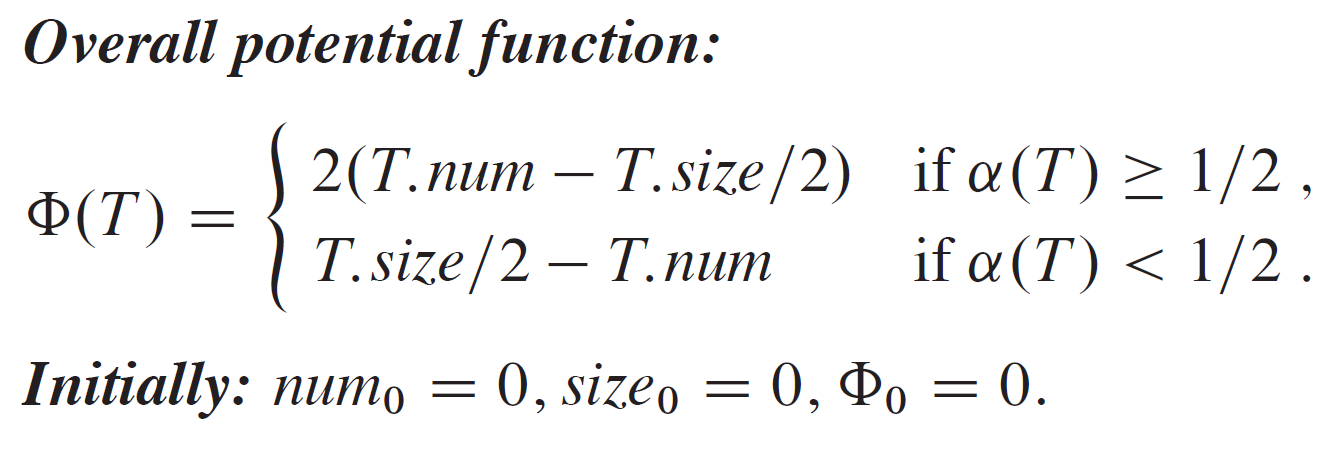 Overall potential function:
Φ(T) = { 2(T.num − T.size/2) if α(T) ≥ 1/2 ,
T.size/2 − T.num if α(T) < 1/2 .
Initially: num₀ = 0, size₀ = 0, Φ₀ = 0.